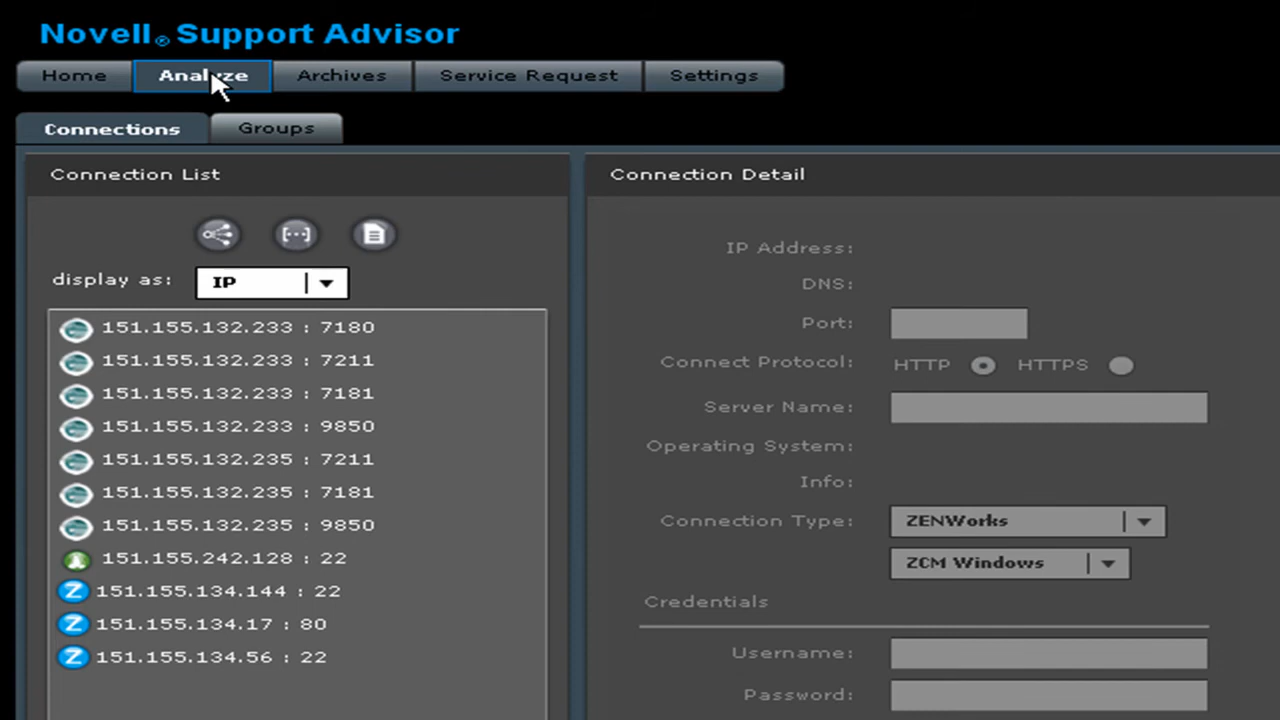 Novell® Support Advisor
Home Analyze Archives Service Request Settings
Connections Groups
Connection List
display as: IP
151.155.132.233 : 7180
151.155.132.233 : 7211
151.155.132.233 : 7181
151.155.132.233 : 9850
151.155.132.235 : 7211
151.155.132.235 : 7181
151.155.132.235 : 9850
151.155.242.128 : 22
Z 151.155.134.144 : 22
Z 151.155.134.17 : 80
Z 151.155.134.56 : 22
Connection Detail
IP Address:
DNS:
Port:
Connect Protocol: HTTP HTTPS
Server Name:
Operating System:
Info:
Connection Type: ZENWorks
ZCM Windows
Credentials
Username:
Password: